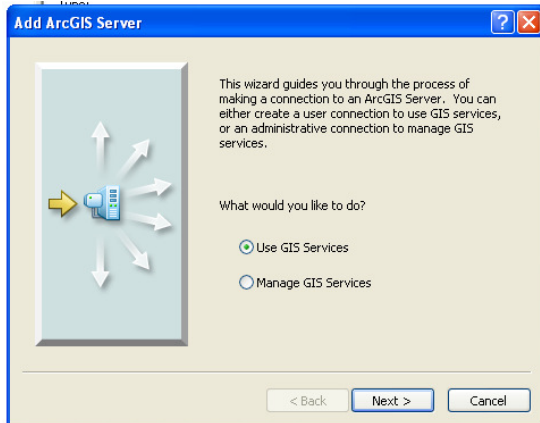 Add ArcGIS Server
This wizard guides you through the process of
making a connection to an ArcGIS Server. You can
either create a user connection to use GIS services,
or an administrative connection to manage GIS
services.
What would you like to do?
Use GIS Services
Manage GIS Services
< Back
Next >
Cancel